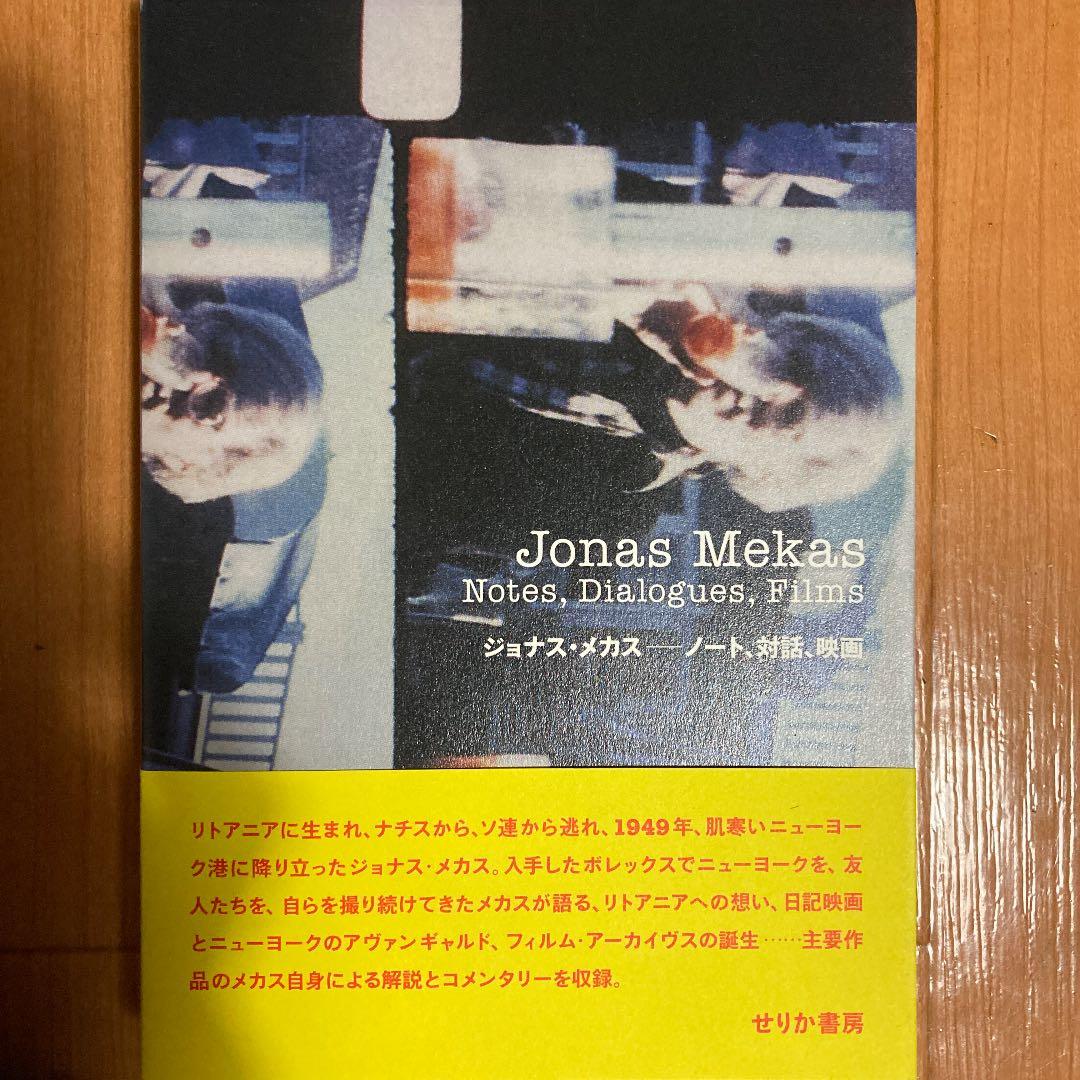 Jonas Mekas
Notes, Dialogues, Films
ジョナス・メカス──ノート、対話、映画
リトアニアに生まれ、ナチスから、ソ連から逃れ、1949年、肌寒いニューヨー
ク港に降り立ったジョナス・メカス。入手したボレックスでニューヨークを、友
人たちを、自らを撮り続けてきたメカスが語る、リトアニアへの想い、日記映画
とニューヨークのアヴァンギャルド、フィルム・アーカイヴスの誕生……主要作
品のメカス自身による解説とコメンタリーを収録。
せりか書房